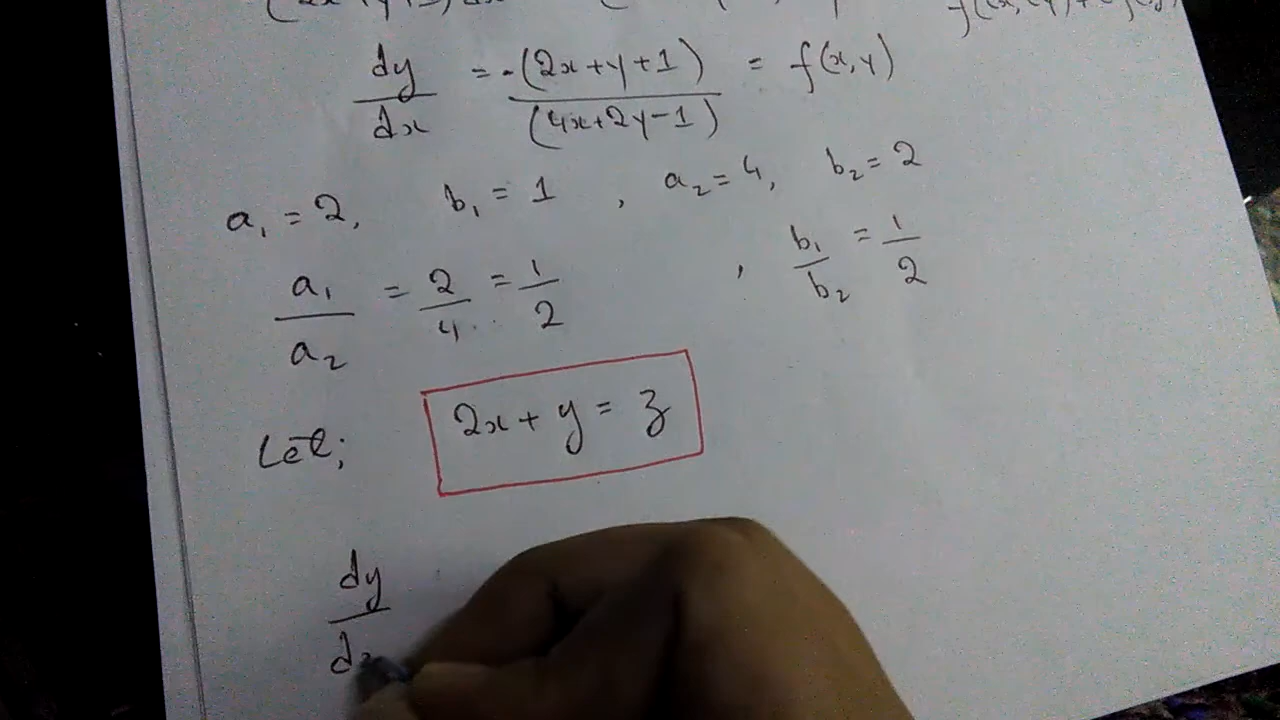 dy/dx = -(2x+y+1)/(4x+2y-1) = f(x,y)
a₁ = 2, b₁ = 1 , a₂ = 4, b₂ = 2
a₁/a₂ = 2/4 = 1/2 , b₁/b₂ = 1/2
Let; 2x + y = z
dy/dx